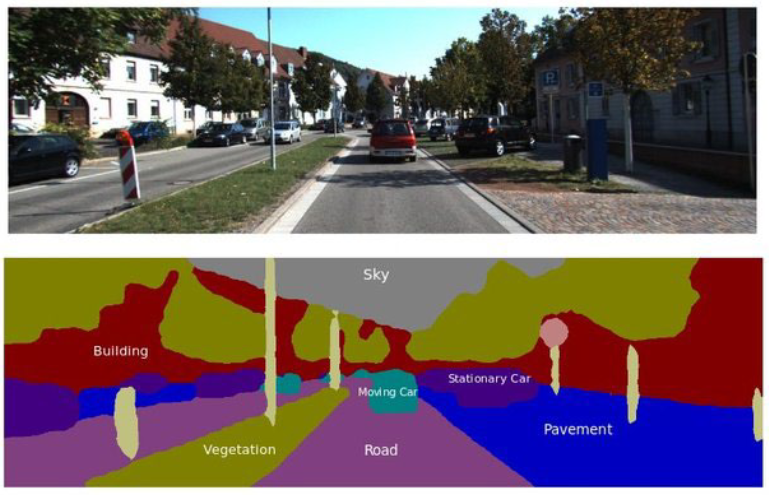 P
Sky
Building
Stationary Car
Moving Car
Pavement
Vegetation
Road